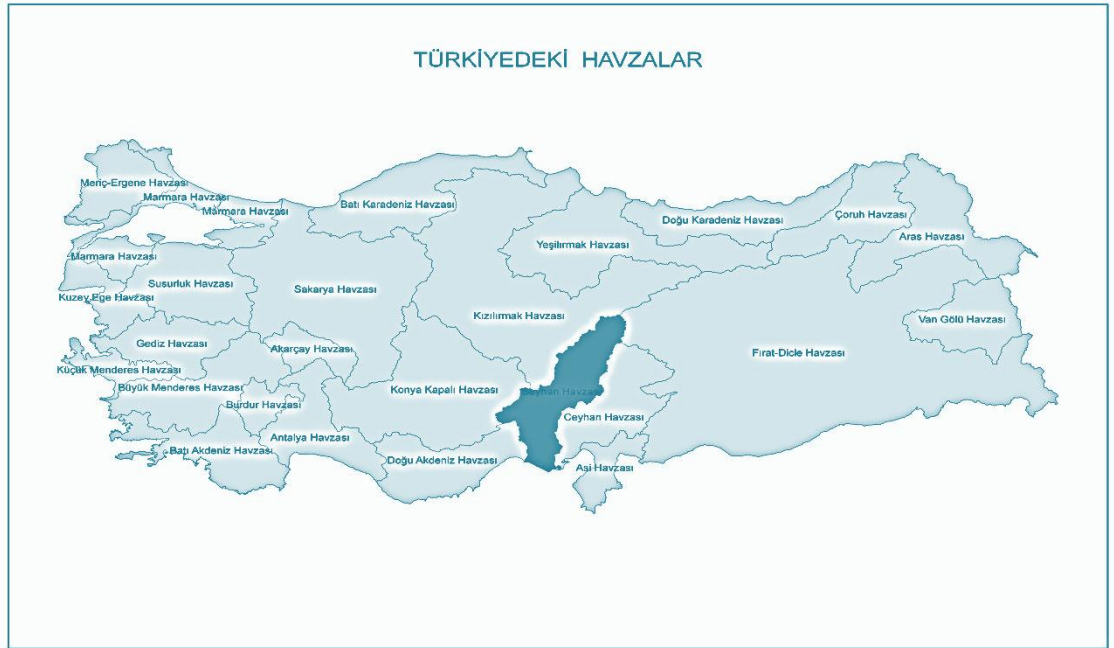 TÜRKİYEDEKİ HAVZALAR
Meriç-Ergene Havzası
Marmara Havzası
Marmara Havzası
Batı Karadeniz Havzası
Doğu Karadeniz Havzası
Çoruh Havzası
Aras Havzası
Yeşilırmak Havzası
Marmara Havzası
Susurluk Havzası
Sakarya Havzası
Kuzey Ege Havzası
Kızılırmak Havzası
Van Gölü Havzası
Gediz Havzası
Akarçay Havzası
Fırat-Dicle Havzası
Küçük Menderes Havzası
Büyük Menderes Havzası
Konya Kapalı Havzası
Seyhan Havzası
Burdur Havzası
Ceyhan Havzası
Antalya Havzası
Batı Akdeniz Havzası
Doğu Akdeniz Havzası
Asi Havzası